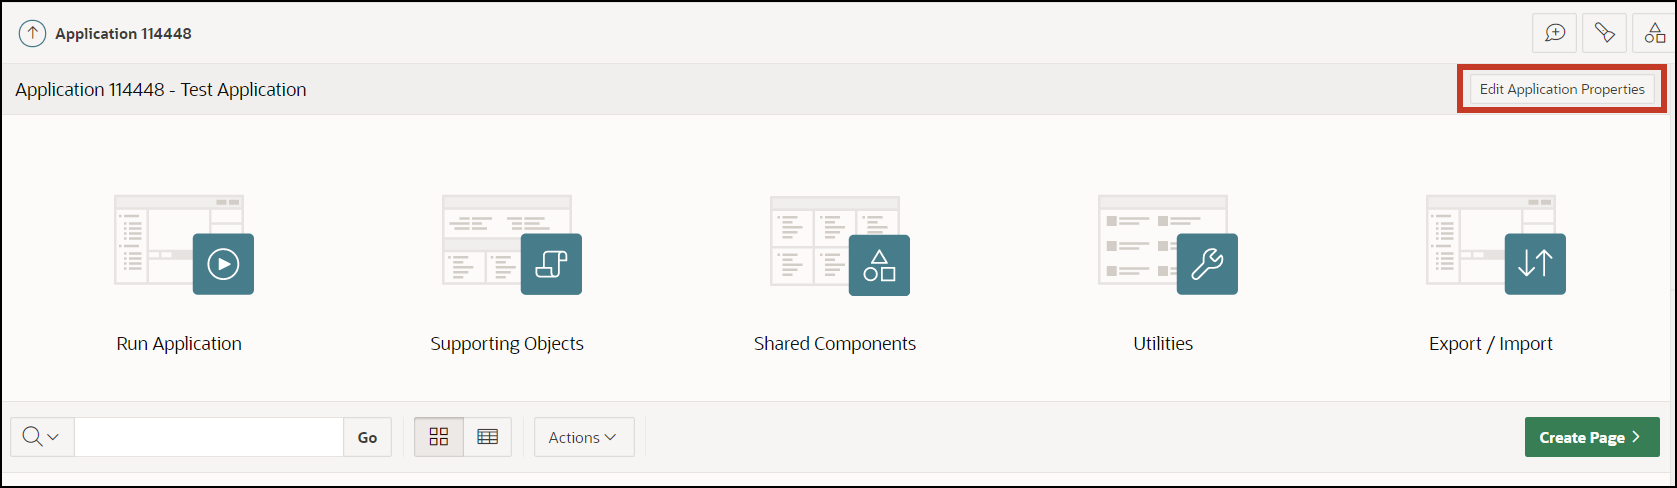 Application 114448
Application 114448 - Test Application
Edit Application Properties
Run Application
Supporting Objects
Shared Components
Utilities
Export / Import
Go
Actions
Create Page